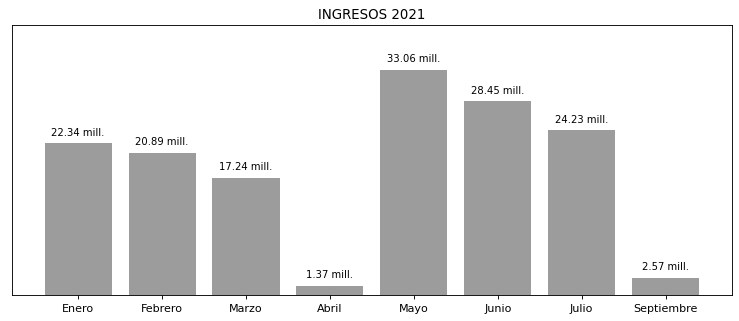 INGRESOS 2021
33.06 mill.
28.45 mill.
24.23 mill.
22.34 mill.
20.89 mill.
17.24 mill.
1.37 mill.
2.57 mill.
Enero Febrero Marzo Abril Mayo Junio Julio Septiembre